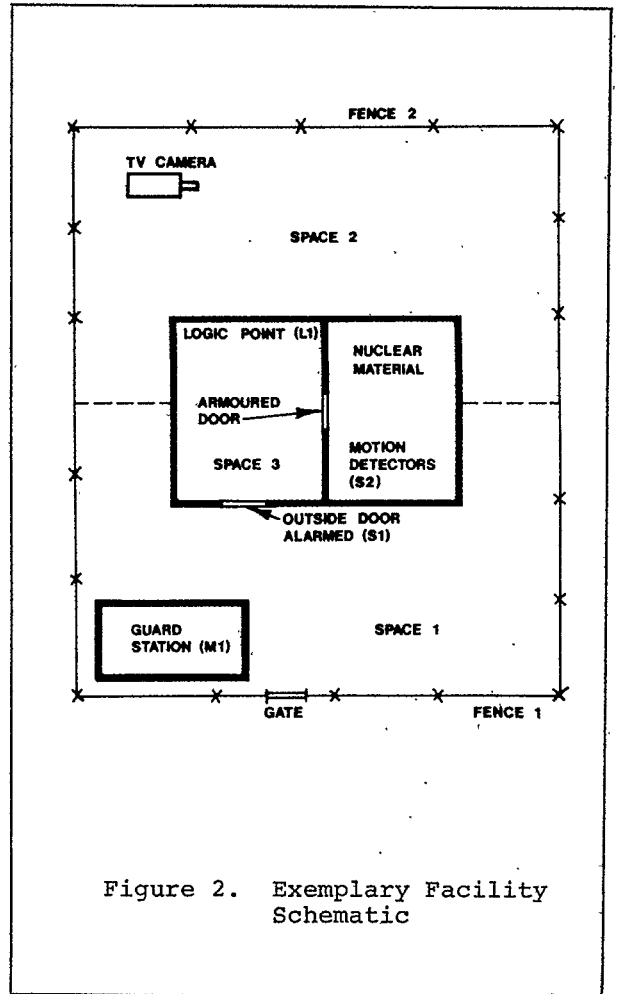 FENCE 2
TV CAMERA
SPACE 2
LOGIC POINT (L1)
NUCLEAR
MATERIAL
ARMOURED
DOOR
SPACE 3
MOTION
DETECTORS
(S2)
OUTSIDE DOOR
ALARMED (S1)
GUARD
STATION (M1)
SPACE 1
GATE
FENCE 1
Figure 2. Exemplary Facility
Schematic